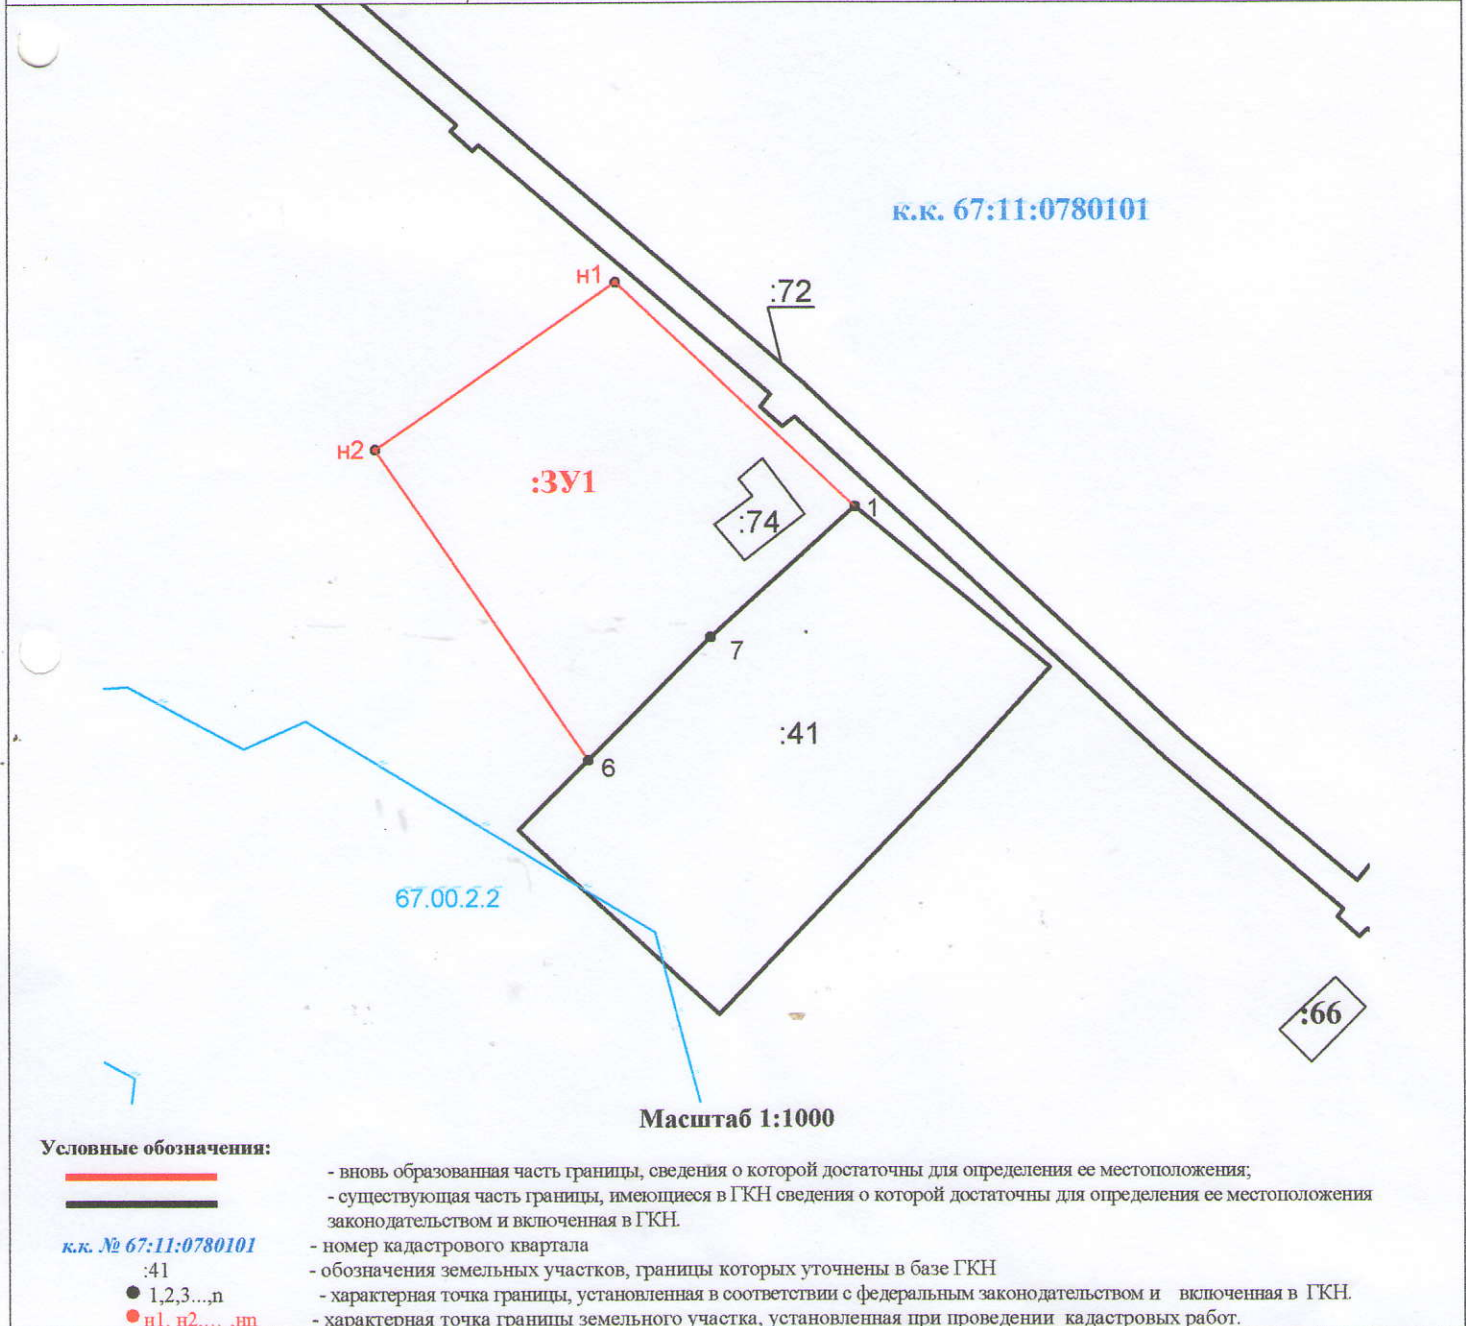 к.к. 67:11:0780101
:72
н1
н2
:ЗУ1
:74
1
7
:41
6
67.00.2.2
:66
Масштаб 1:1000
Условные обозначения:
- вновь образованная часть границы, сведения о которой достаточны для определения ее местоположения;
- существующая часть границы, имеющиеся в ГКН сведения о которой достаточны для определения ее местоположения
законодательством и включенная в ГКН.
к.к. № 67:11:0780101 - номер кадастрового квартала
:41 - обозначения земельных участков, границы которых уточнены в базе ГКН
1,2,3...,n - характерная точка границы, установленная в соответствии с федеральным законодательством и включенная в ГКН.
н1, н2,... ,нn - характерная точка границы земельного участка, установленная при проведении кадастровых работ.